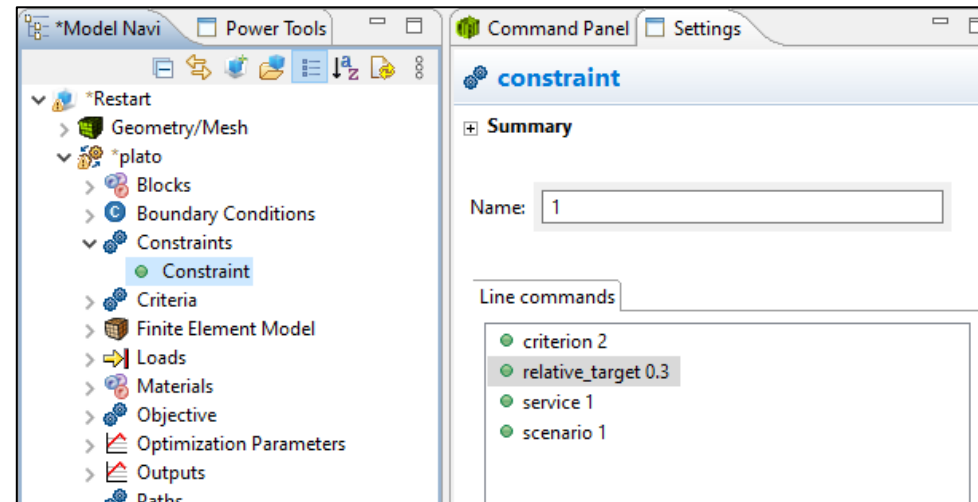 *Model Navi
Power Tools
*Restart
Geometry/Mesh
*plato
Blocks
Boundary Conditions
Constraints
Constraint
Criteria
Finite Element Model
Loads
Materials
Objective
Optimization Parameters
Outputs
Paths
Command Panel
Settings
constraint
Summary
Name: 1
Line commands
criterion 2
relative_target 0.3
service 1
scenario 1